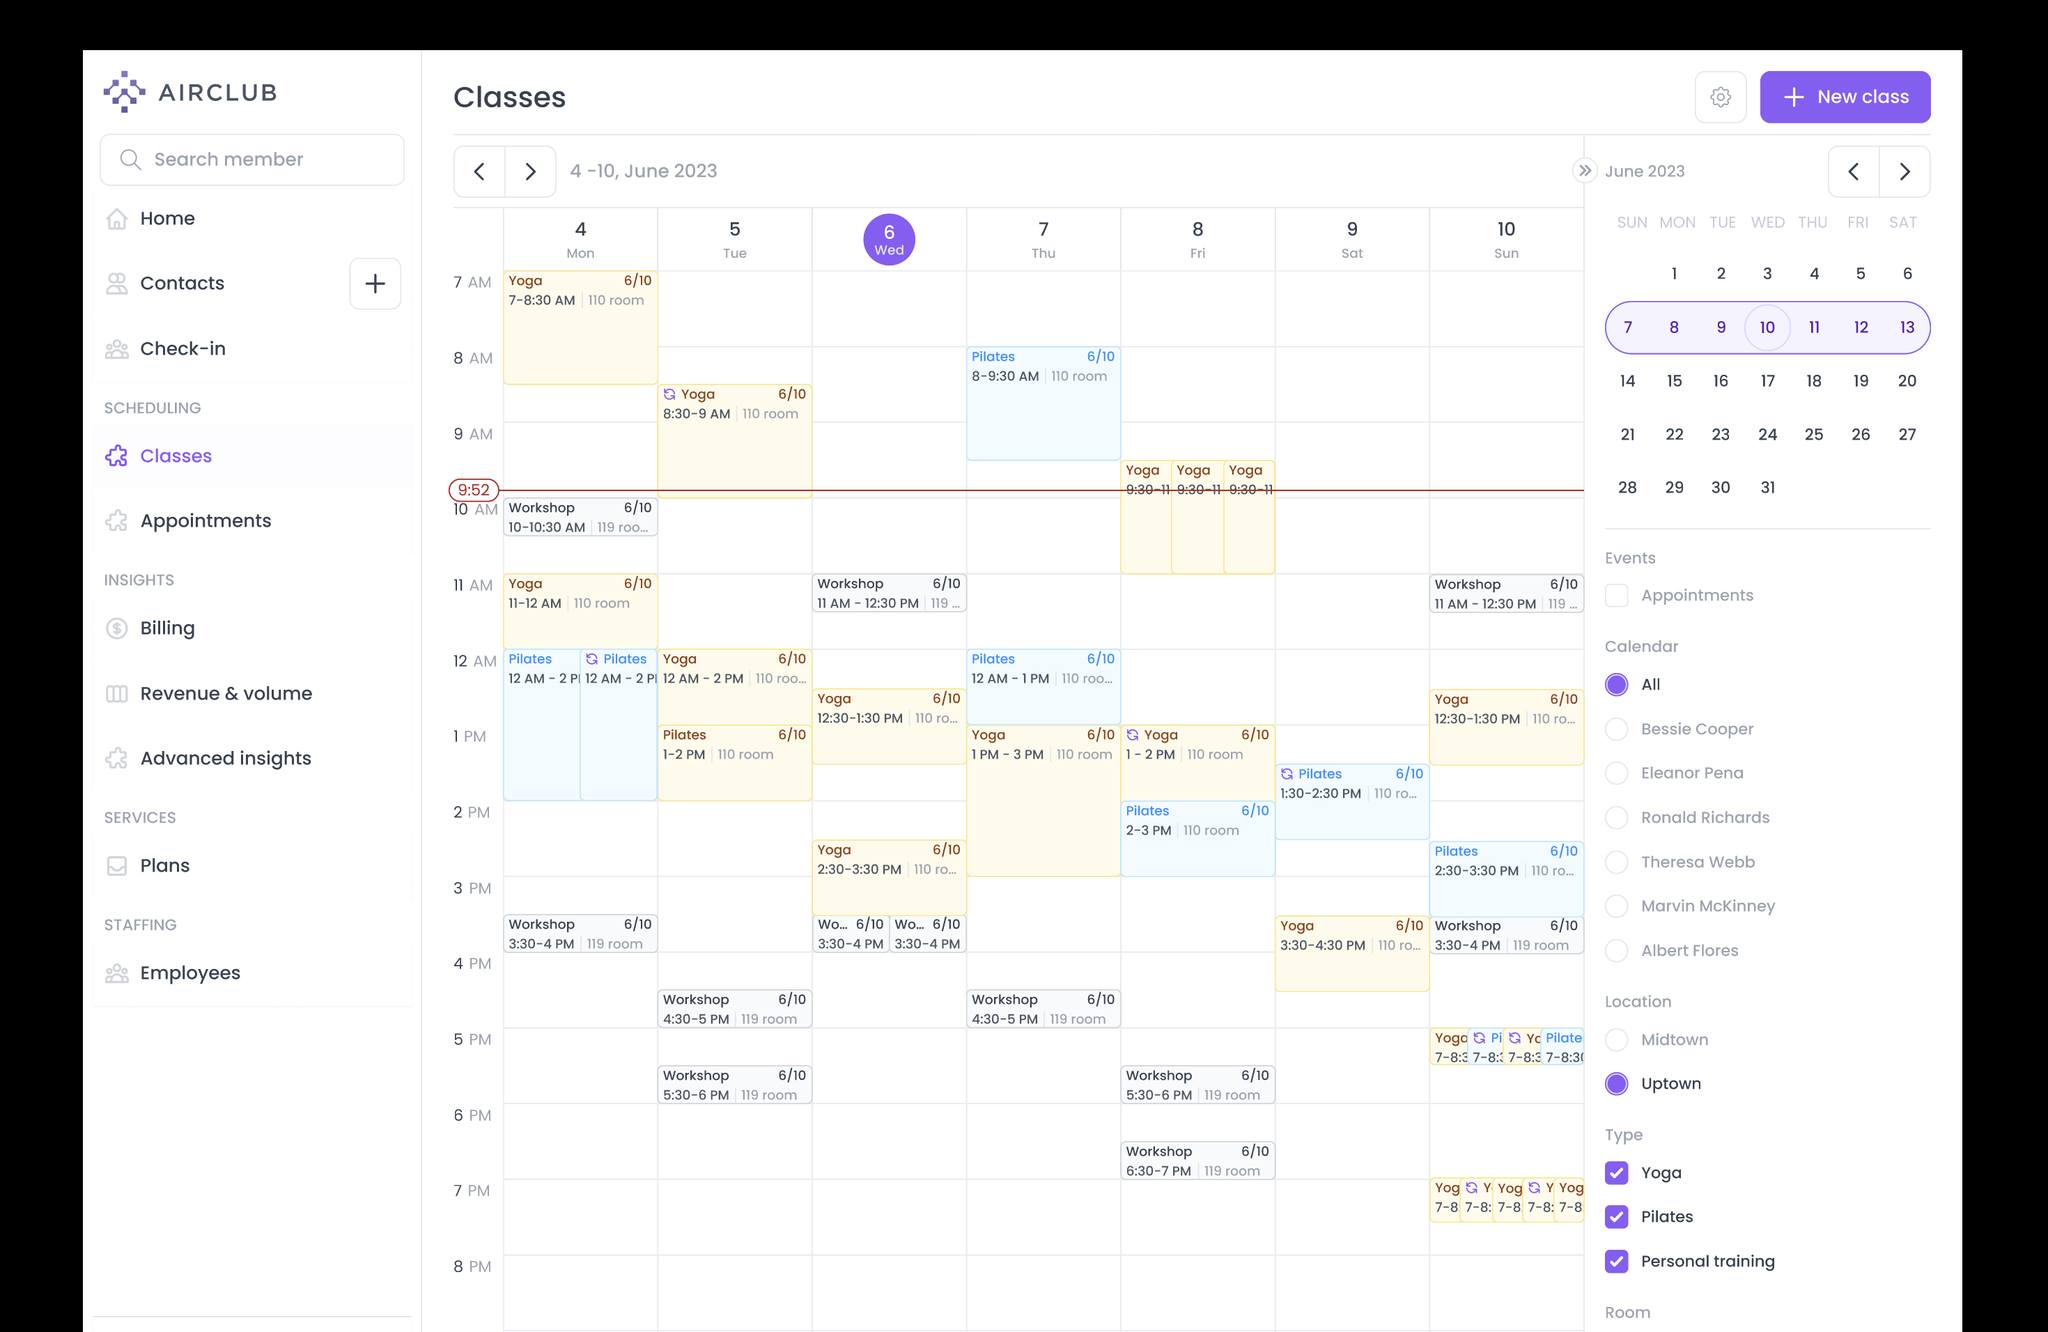 AIRCLUB
Search member
Home
Contacts
Check-in
SCHEDULING
Classes
Appointments
INSIGHTS
Billing
Revenue & volume
Advanced insights
SERVICES
Plans
STAFFING
Employees
Classes
New class
4 -10, June 2023
4 Mon
5 Tue
6 Wed
7 Thu
8 Fri
9 Sat
10 Sun
7 AM
8 AM
9 AM
9:52
10 AM
11 AM
12 AM
1 PM
2 PM
3 PM
4 PM
5 PM
6 PM
7 PM
8 PM
Yoga 6/10
7-8:30 AM 110 room
Workshop 6/10
10-10:30 AM 119 roo...
Yoga 6/10
11-12 AM 110 room
Pilates
12 AM - 2 P
Pilates
12 AM - 2 P
Workshop 6/10
3:30-4 PM 119 room
Yoga 6/10
8:30-9 AM 110 room
Yoga 6/10
12 AM - 2 PM 110 roo...
Pilates 6/10
1-2 PM 110 room
Workshop 6/10
4:30-5 PM 119 room
Workshop 6/10
5:30-6 PM 119 room
Workshop 6/10
11 AM - 12:30 PM 119 ...
Yoga 6/10
12:30-1:30 PM 110 ro...
Yoga 6/10
2:30-3:30 PM 110 ro...
Wo... 6/10
3:30-4 PM
Wo... 6/10
3:30-4 PM
Pilates 6/10
8-9:30 AM 110 room
Pilates 6/10
12 AM - 1 PM 110 roo...
Yoga 6/10
1 PM - 3 PM 110 room
Workshop 6/10
4:30-5 PM 119 room
Yoga
9:30-11
Yoga
9:30-11
Yoga
9:30-11
Yoga 6/10
1 - 2 PM 110 room
Pilates 6/10
2-3 PM 110 room
Workshop 6/10
5:30-6 PM 119 room
Workshop 6/10
6:30-7 PM 119 room
Pilates 6/10
1:30-2:30 PM 110 ro...
Yoga 6/10
3:30-4:30 PM 110 ro...
Workshop 6/10
11 AM - 12:30 PM 119 ...
Yoga 6/10
12:30-1:30 PM 110 ro...
Pilates 6/10
2:30-3:30 PM 110 ro...
Workshop 6/10
3:30-4 PM 119 room
Yoga Pi Yo Pilate
7-8:3 7-8:3 7-8:3 7-8:30
Yog Y Yog Y Yog
7-8 7-8: 7-8 7-8: 7-8
June 2023
SUN MON TUE WED THU FRI SAT
1 2 3 4 5 6
7 8 9 10 11 12 13
14 15 16 17 18 19 20
21 22 23 24 25 26 27
28 29 30 31
Events
Appointments
Calendar
All
Bessie Cooper
Eleanor Pena
Ronald Richards
Theresa Webb
Marvin McKinney
Albert Flores
Location
Midtown
Uptown
Type
Yoga
Pilates
Personal training
Room